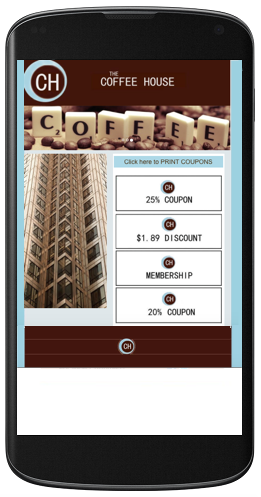 CH
THE
COFFEE HOUSE
C O F F E E
Click here to PRINT COUPONS
CH
25% COUPON
CH
$1.89 DISCOUNT
CH
MEMBERSHIP
CH
20% COUPON
CH